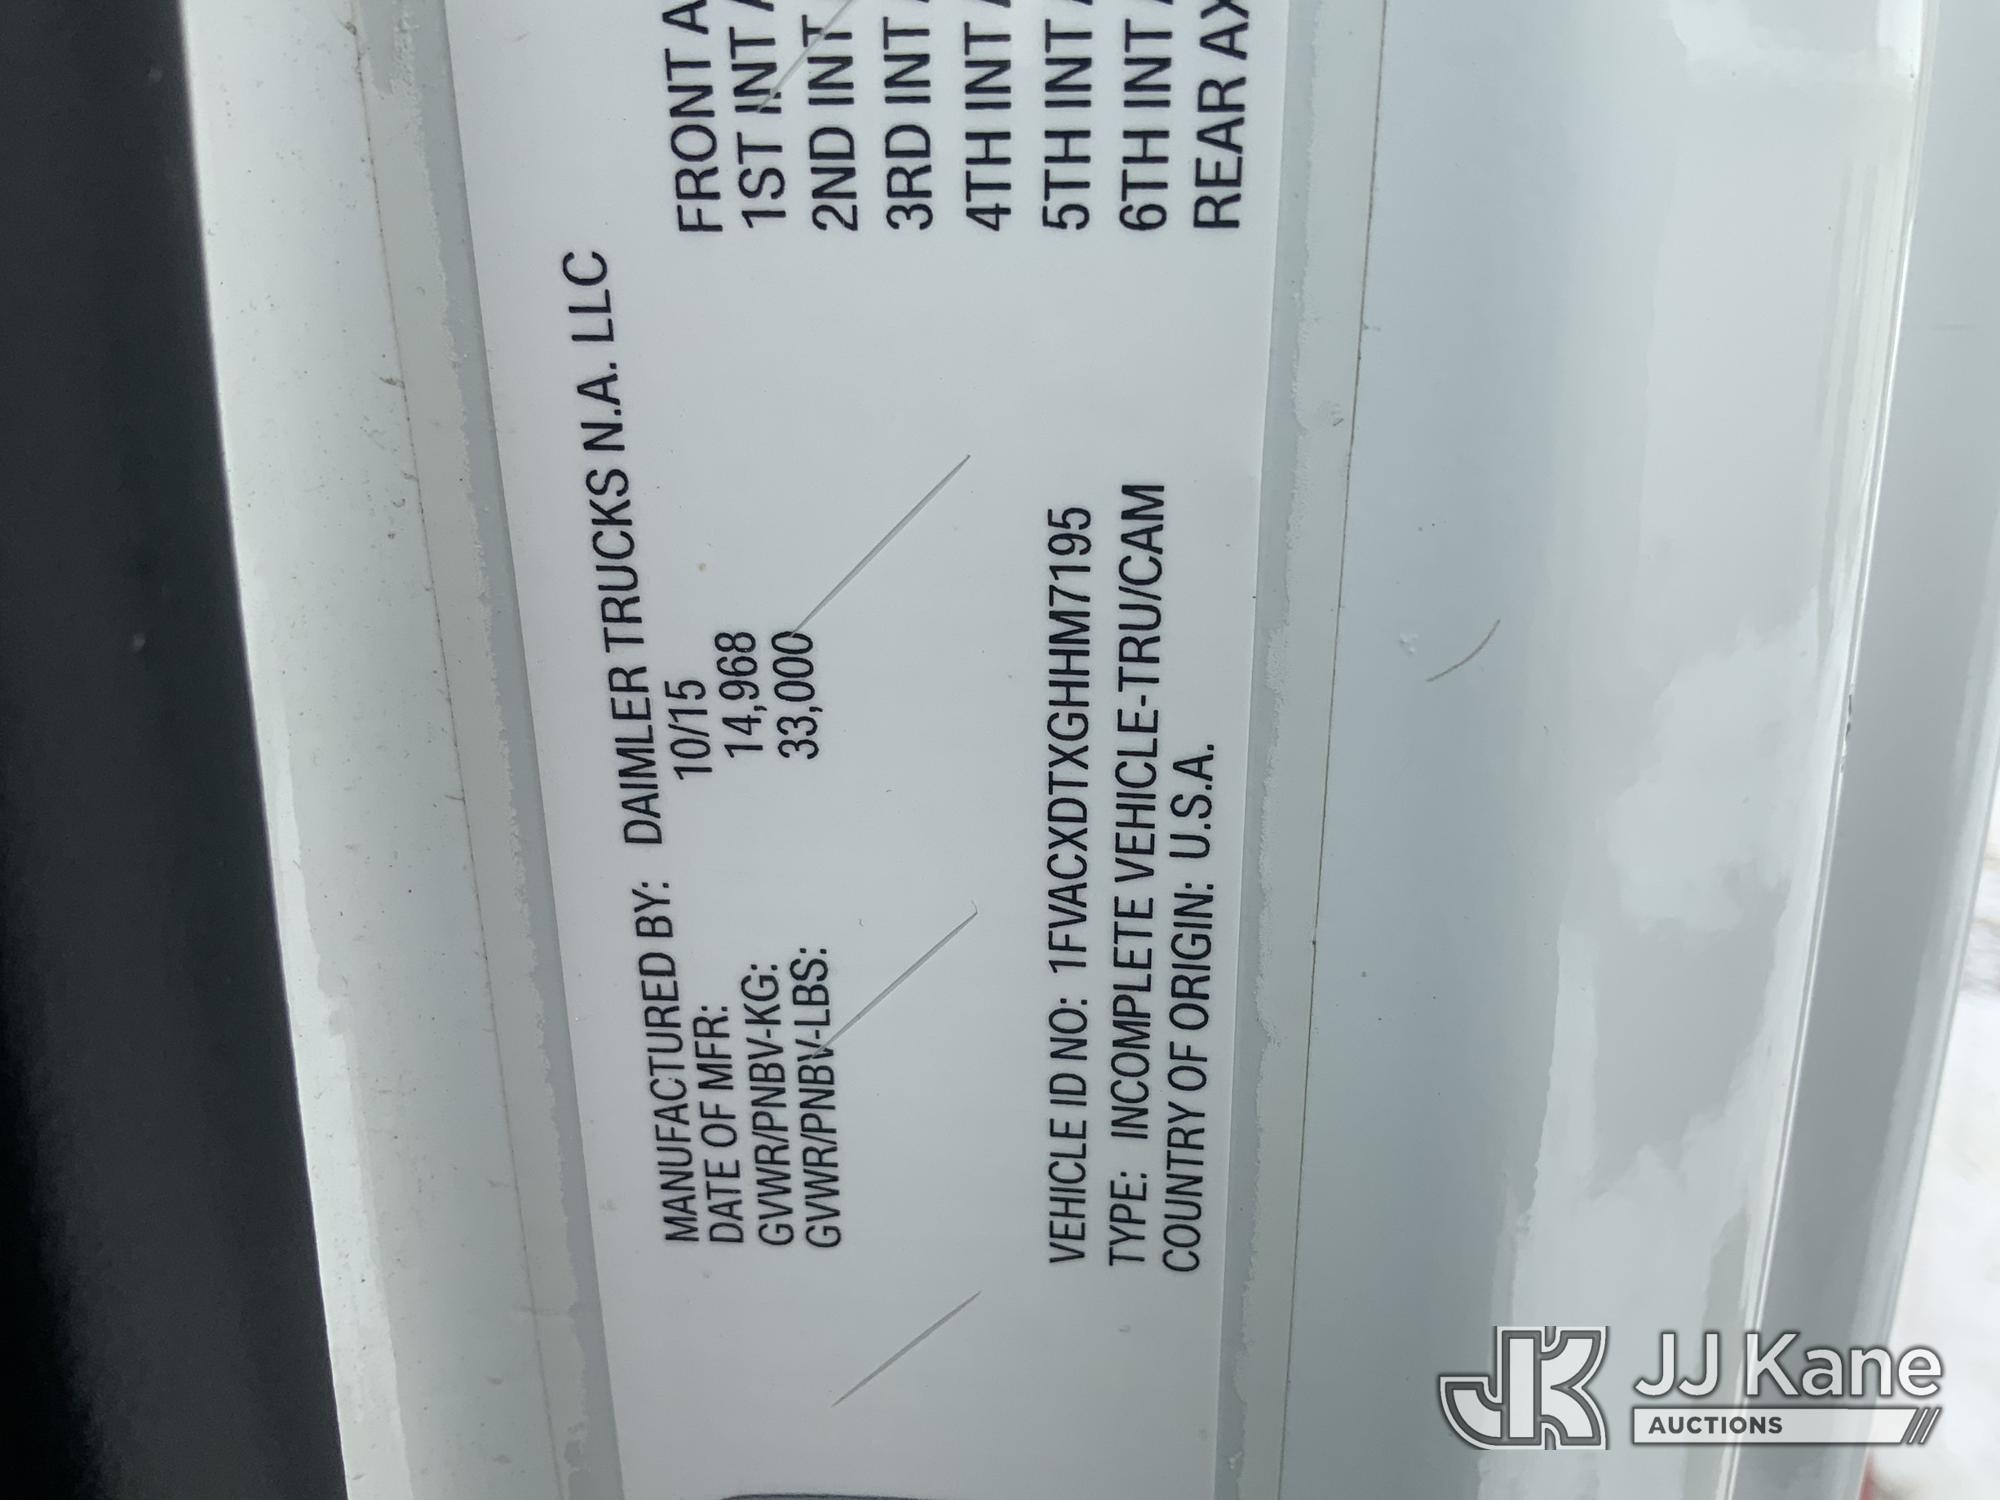 MANUFACTURED BY: DAIMLER TRUCKS N.A. LLC
DATE OF MFR: 10/15
GVWR/PNBV-KG: 14,968
GVWR/PNBV-LBS: 33,000
VEHICLE ID NO: 1FVACXDTXGHHM7195
TYPE: INCOMPLETE VEHICLE-TRU/CAM
COUNTRY OF ORIGIN: U.S.A.
FRONT A
1ST INT A
2ND INT A
3RD INT A
4TH INT A
5TH INT A
6TH INT A
REAR AX
JK JJ Kane
AUCTIONS